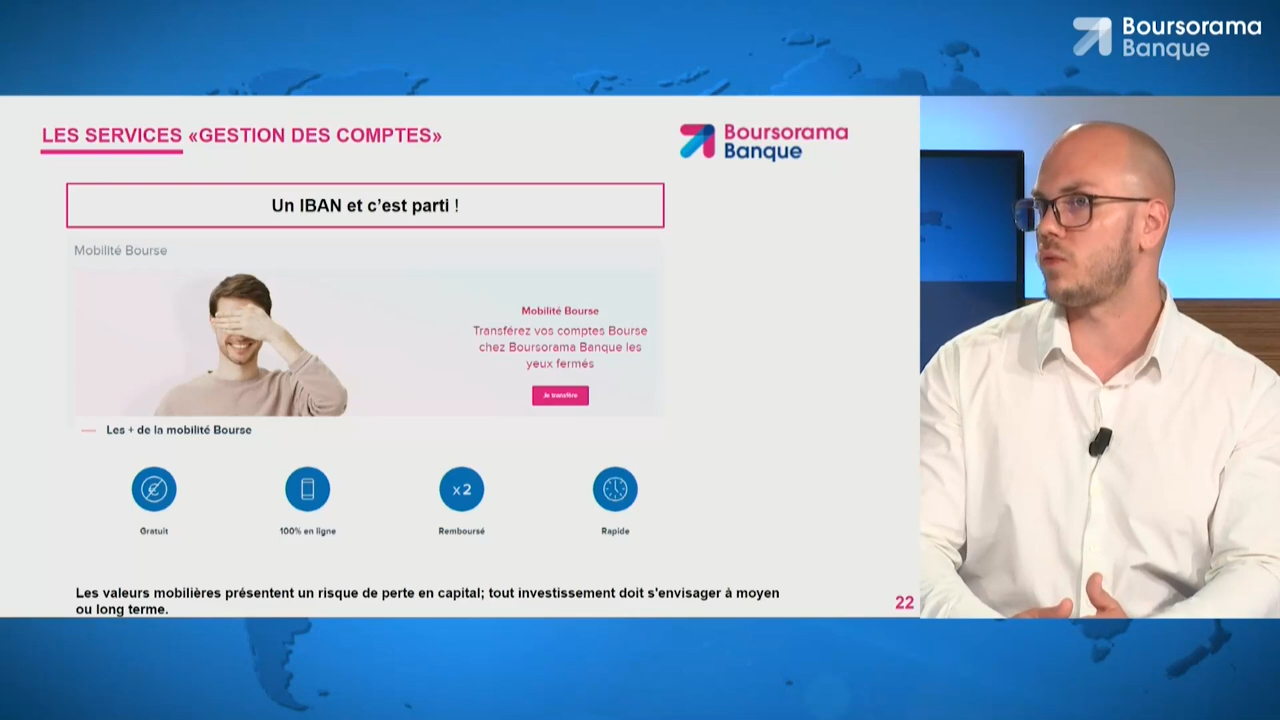 Boursorama
Banque
LES SERVICES «GESTION DES COMPTES»
Boursorama
Banque
Un IBAN et c’est parti !
Mobilité Bourse
Mobilité Bourse
Transférez vos comptes Bourse
chez Boursorama Banque les
yeux fermés
Je transfère
Les + de la mobilité Bourse
x2
Gratuit
100% en ligne
Remboursé
Rapide
Les valeurs mobilières présentent un risque de perte en capital; tout investissement doit s'envisager à moyen
ou long terme.
22